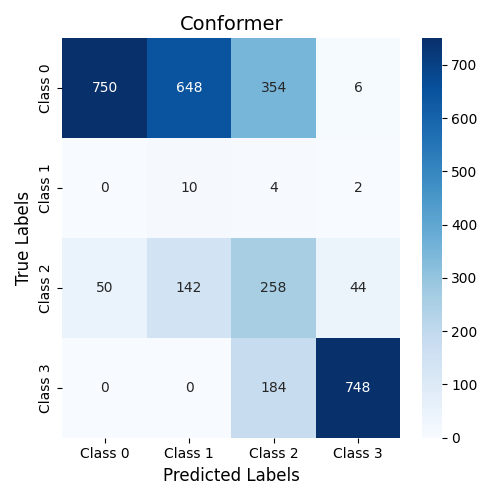 Conformer
True Labels
Class 0
750 648 354 6
Class 1
0 10 4 2
Class 2
50 142 258 44
Class 3
0 0 184 748
Class 0 Class 1 Class 2 Class 3
Predicted Labels
700
600
500
400
300
200
100
0